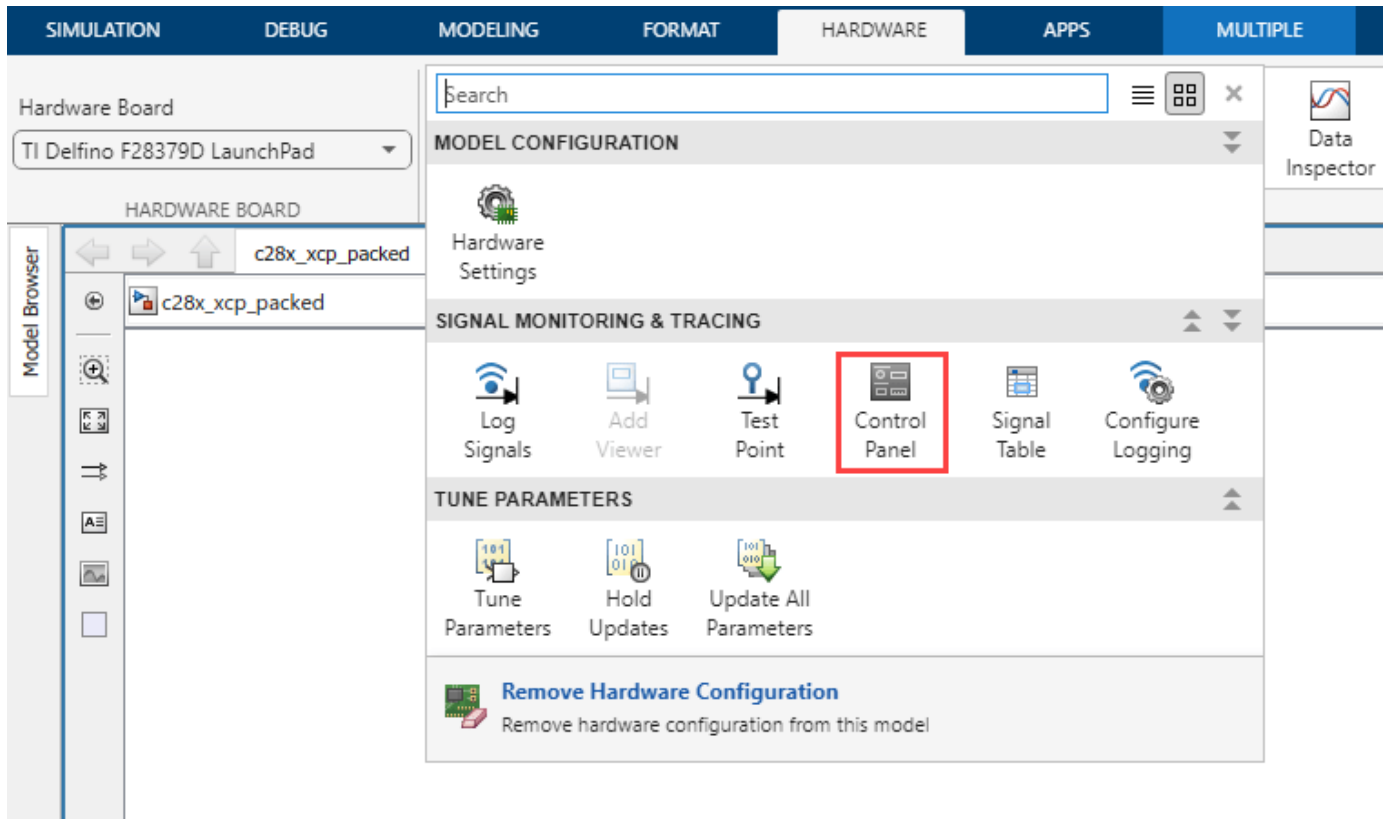 SIMULATION DEBUG MODELING FORMAT HARDWARE APPS MULTIPLE
Hardware Board
TI Delfino F28379D LaunchPad
HARDWARE BOARD
Search
MODEL CONFIGURATION
Hardware
Settings
SIGNAL MONITORING & TRACING
Log
Signals
Add
Viewer
Test
Point
Control
Panel
Signal
Table
Configure
Logging
TUNE PARAMETERS
Tune
Parameters
Hold
Updates
Update All
Parameters
Remove Hardware Configuration
Remove hardware configuration from this model
Data
Inspector
Model Browser
c28x_xcp_packed
c28x_xcp_packed